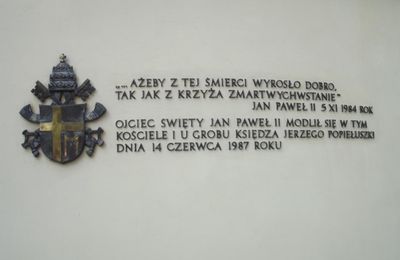 „... AŻEBY Z TEJ ŚMIERCI WYROSŁO DOBRO,
TAK JAK Z KRZYŻA ZMARTWYCHWSTANIE"
JAN PAWEŁ II 5 XI 1984 ROK
OJCIEC SWIĘTY JAN PAWEŁ II MODLIŁ SIĘ W TYM
KOŚCIELE I U GROBU KSIĘDZA JERZEGO POPIEŁUSZKI
DNIA 14 CZERWCA 1987 ROKU